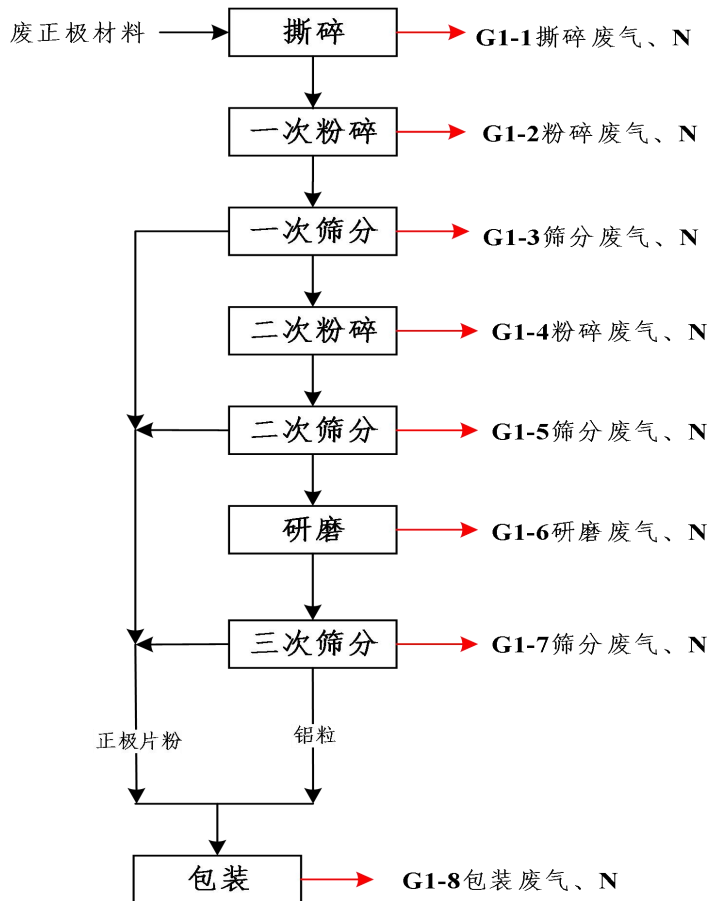 废正极材料
撕碎
G1-1撕碎废气、N
一次粉碎
G1-2粉碎废气、N
一次筛分
G1-3筛分废气、N
二次粉碎
G1-4粉碎废气、N
二次筛分
G1-5筛分废气、N
研磨
G1-6研磨废气、N
三次筛分
G1-7筛分废气、N
正极片粉
铝粒
包装
G1-8包装废气、N